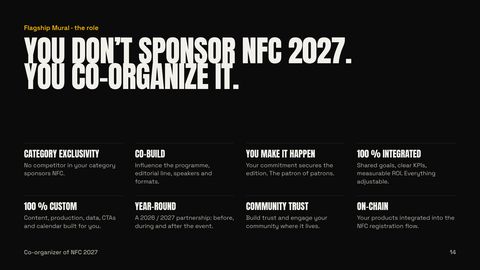 Flagship Mural · the role
YOU DON'T SPONSOR NFC 2027.
YOU CO-ORGANIZE IT.
CATEGORY EXCLUSIVITY
No competitor in your category
sponsors NFC.
CO-BUILD
Influence the programme,
editorial line, speakers and
formats.
YOU MAKE IT HAPPEN
Your commitment secures the
edition. The patron of patrons.
100 % INTEGRATED
Shared goals, clear KPIs,
measurable ROI. Everything
adjustable.
100 % CUSTOM
Content, production, data, CTAs
and calendar built for you.
YEAR-ROUND
A 2026 / 2027 partnership: before,
during and after the event.
COMMUNITY TRUST
Build trust and engage your
community where it lives.
ON-CHAIN
Your products integrated into the
NFC registration flow.
Co-organizer of NFC 2027
14